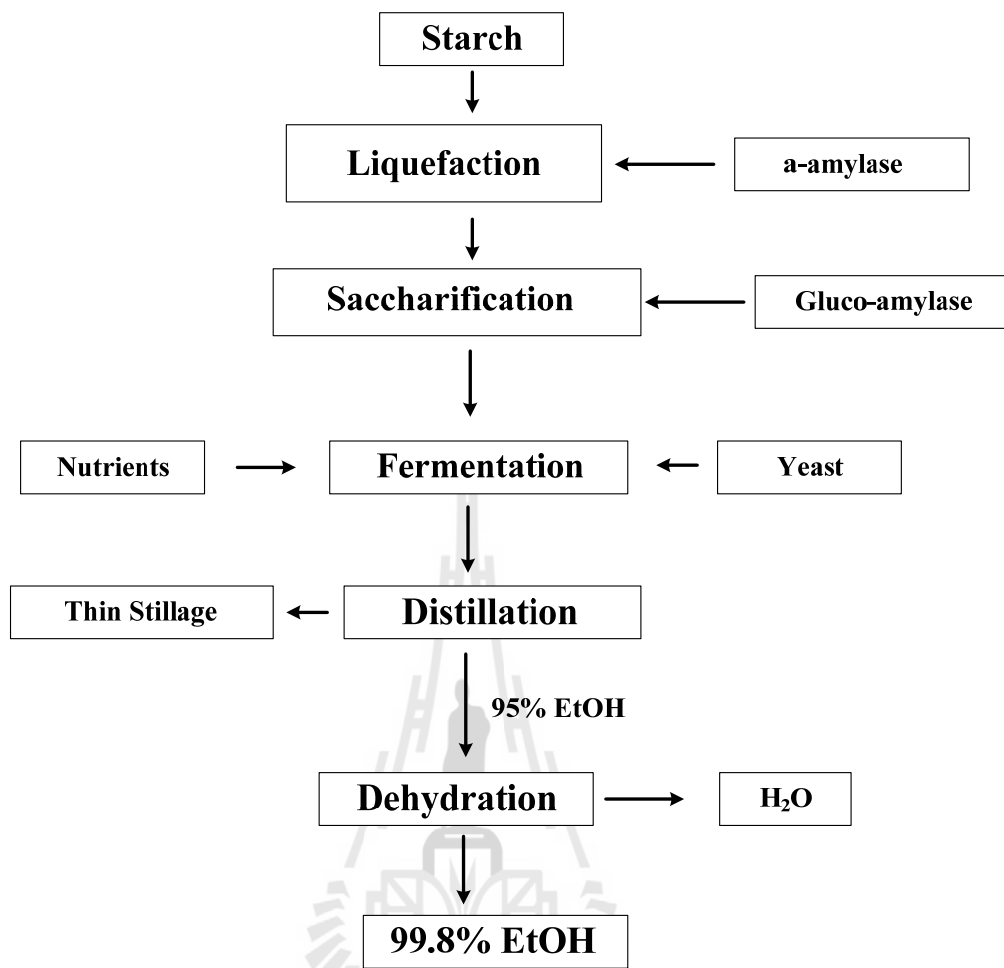 Starch
Liquefaction
a-amylase
Saccharification
Gluco-amylase
Nutrients
Fermentation
Yeast
Thin Stillage
Distillation
95% EtOH
Dehydration
H₂O
99.8% EtOH